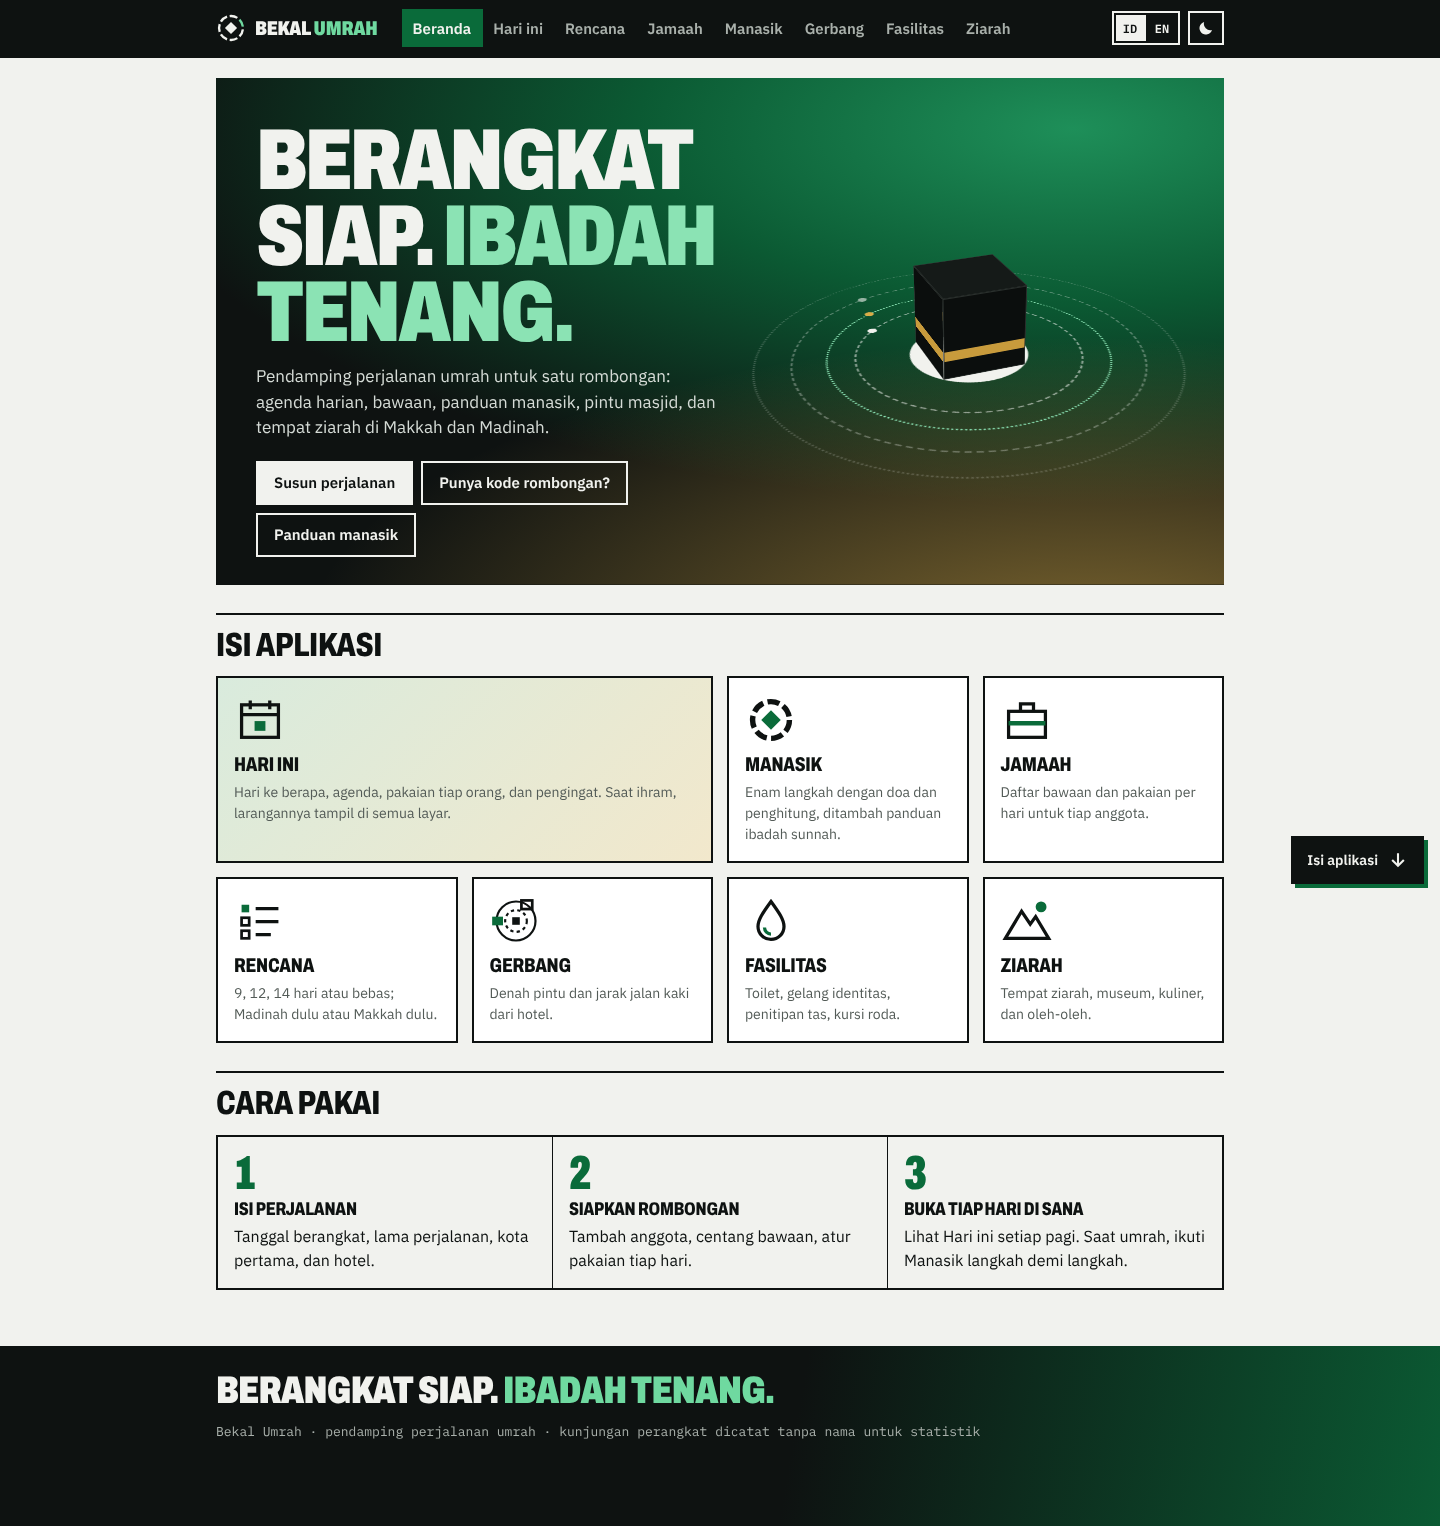 BEKAL UMRAH
Beranda
Hari ini
Rencana
Jamaah
Manasik
Gerbang
Fasilitas
Ziarah
ID
EN
BERANGKAT
SIAP. IBADAH
TENANG.
Pendamping perjalanan umrah untuk satu rombongan:
agenda harian, bawaan, panduan manasik, pintu masjid, dan
tempat ziarah di Makkah dan Madinah.
Susun perjalanan
Punya kode rombongan?
Panduan manasik
ISI APLIKASI
HARI INI
Hari ke berapa, agenda, pakaian tiap orang, dan pengingat. Saat ihram,
larangannya tampil di semua layar.
MANASIK
Enam langkah dengan doa dan
penghitung, ditambah panduan
ibadah sunnah.
JAMAAH
Daftar bawaan dan pakaian per
hari untuk tiap anggota.
Isi aplikasi
RENCANA
9, 12, 14 hari atau bebas;
Madinah dulu atau Makkah dulu.
GERBANG
Denah pintu dan jarak jalan kaki
dari hotel.
FASILITAS
Toilet, gelang identitas,
penitipan tas, kursi roda.
ZIARAH
Tempat ziarah, museum, kuliner,
dan oleh-oleh.
CARA PAKAI
1
ISI PERJALANAN
Tanggal berangkat, lama perjalanan, kota
pertama, dan hotel.
2
SIAPKAN ROMBONGAN
Tambah anggota, centang bawaan, atur
pakaian tiap hari.
3
BUKA TIAP HARI DI SANA
Lihat Hari ini setiap pagi. Saat umrah, ikuti
Manasik langkah demi langkah.
BERANGKAT SIAP. IBADAH TENANG.
Bekal Umrah · pendamping perjalanan umrah · kunjungan perangkat dicatat tanpa nama untuk statistik